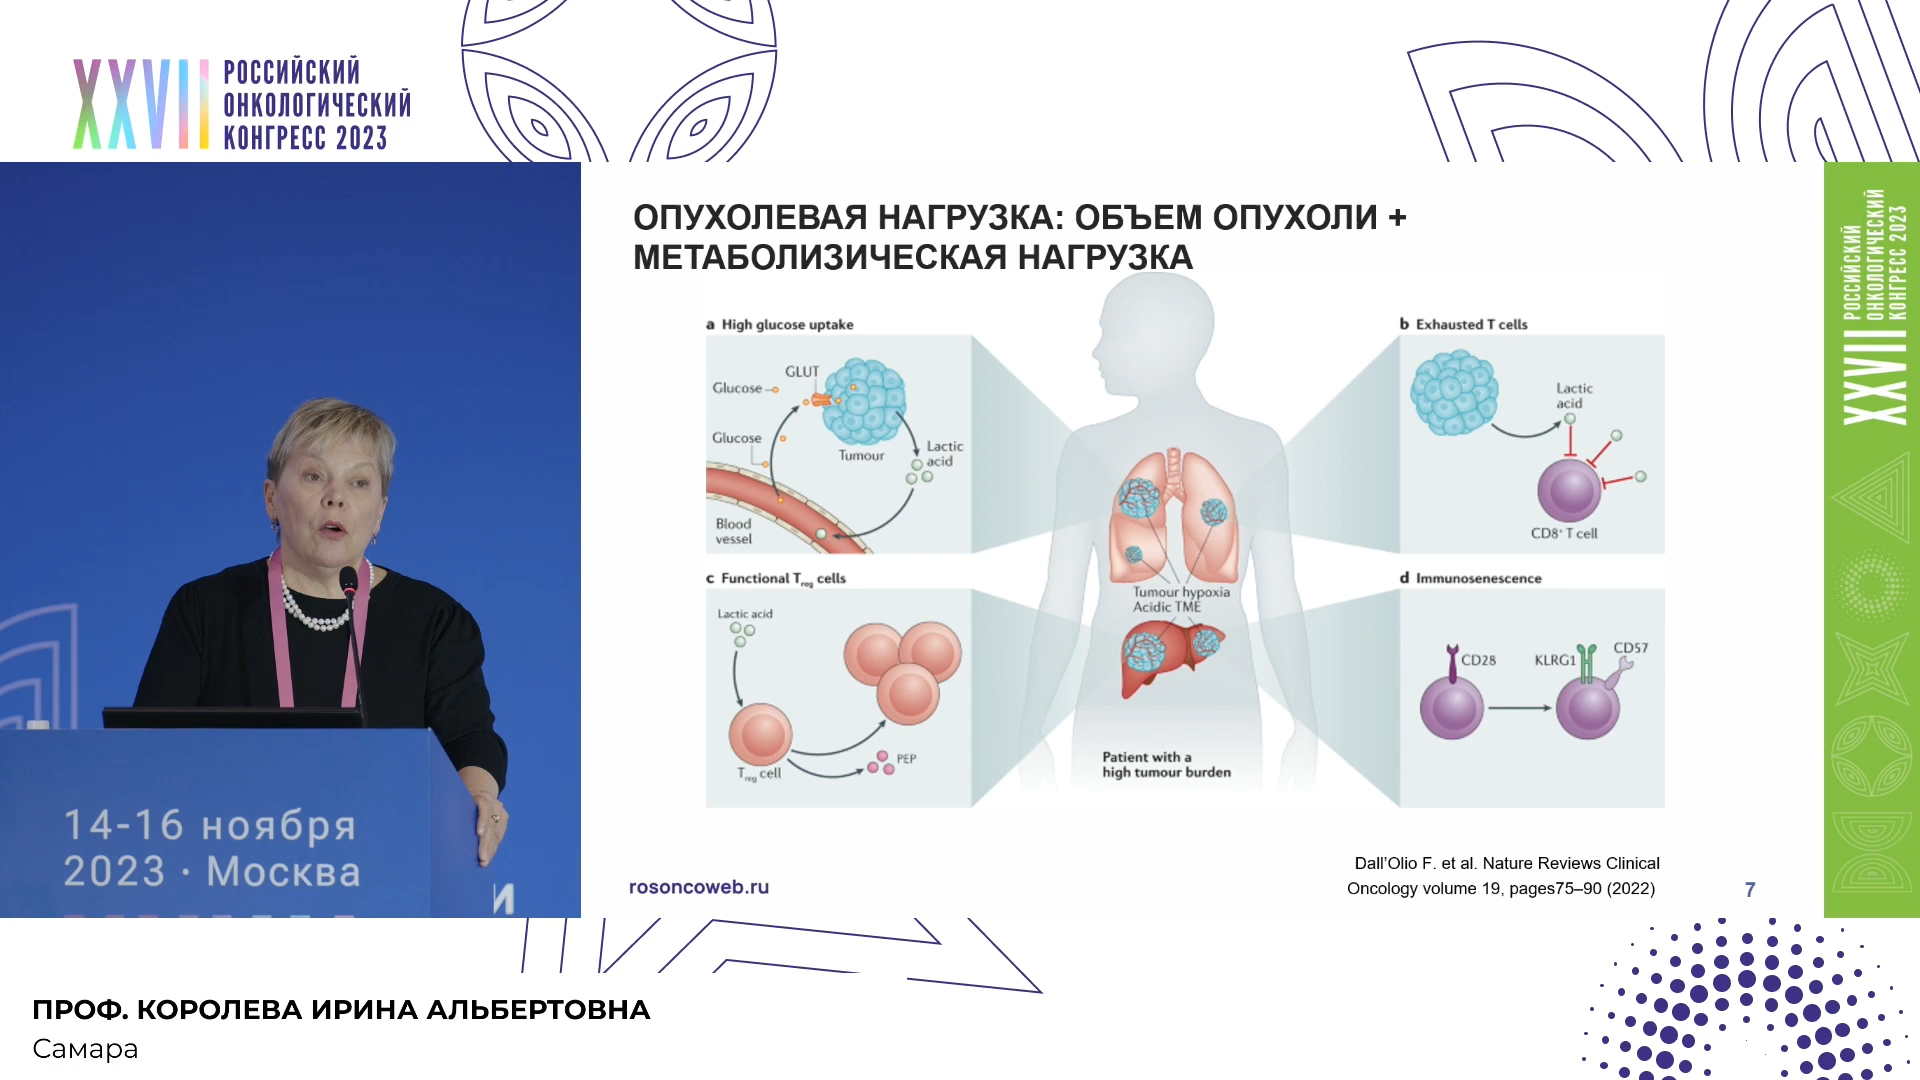 XXVII
РОССИЙСКИЙ
ОНКОЛОГИЧЕСКИЙ
КОНГРЕСС 2023
ОПУХОЛЕВАЯ НАГРУЗКА: ОБЪЕМ ОПУХОЛИ +
МЕТАБОЛИЗИЧЕСКАЯ НАГРУЗКА
a High glucose uptake
GLUT
Glucose
Glucose
Tumour
Lactic
acid
Blood
vessel
b Exhausted T cells
Lactic
acid
CD8+ T cell
c Functional Treg cells
Lactic acid
Treg cell
PEP
d Immunosenescence
CD28
KLRG1
CD57
Tumour hypoxia
Acidic TME
Patient with a
high tumour burden
Dall’Olio F. et al. Nature Reviews Clinical
Oncology volume 19, pages75–90 (2022)
rosoncoweb.ru
7
XXVII
РОССИЙСКИЙ
ОНКОЛОГИЧЕСКИЙ
КОНГРЕСС 2023
14-16 ноября
2023 · Москва
И
ПРОФ. КОРОЛЕВА ИРИНА АЛЬБЕРТОВНА
Самара